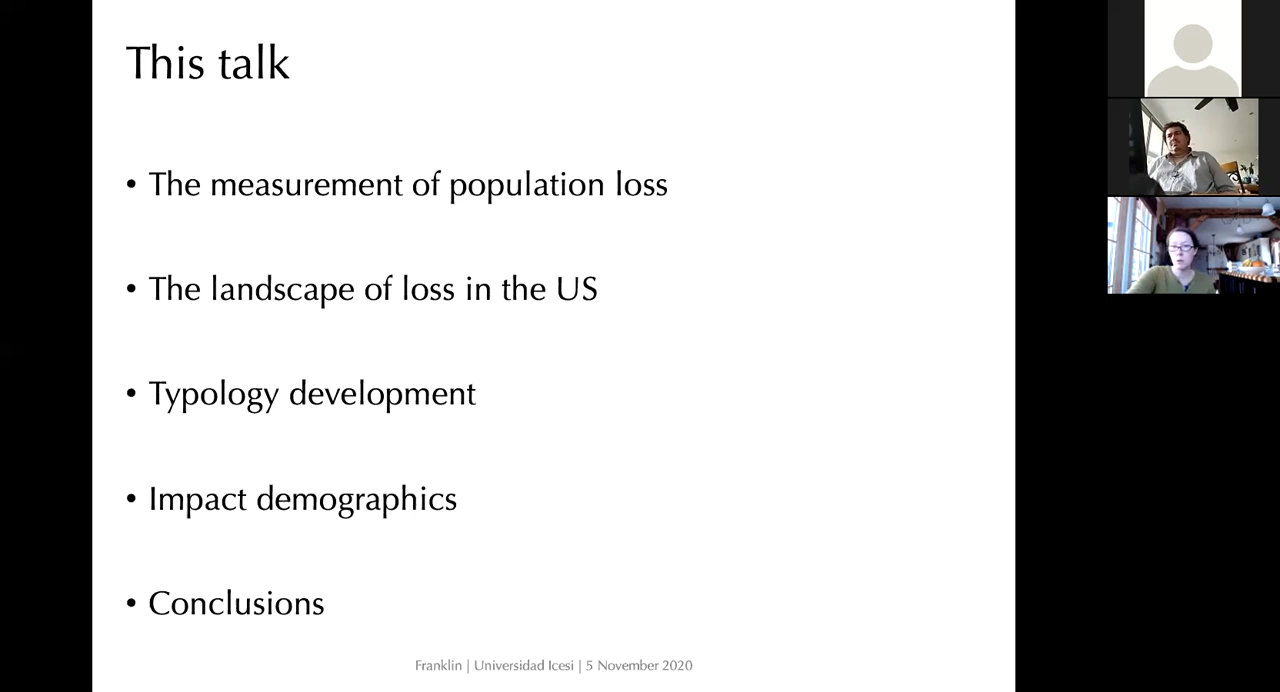 This talk
• The measurement of population loss
• The landscape of loss in the US
• Typology development
• Impact demographics
• Conclusions
Franklin | Universidad Icesi | 5 November 2020